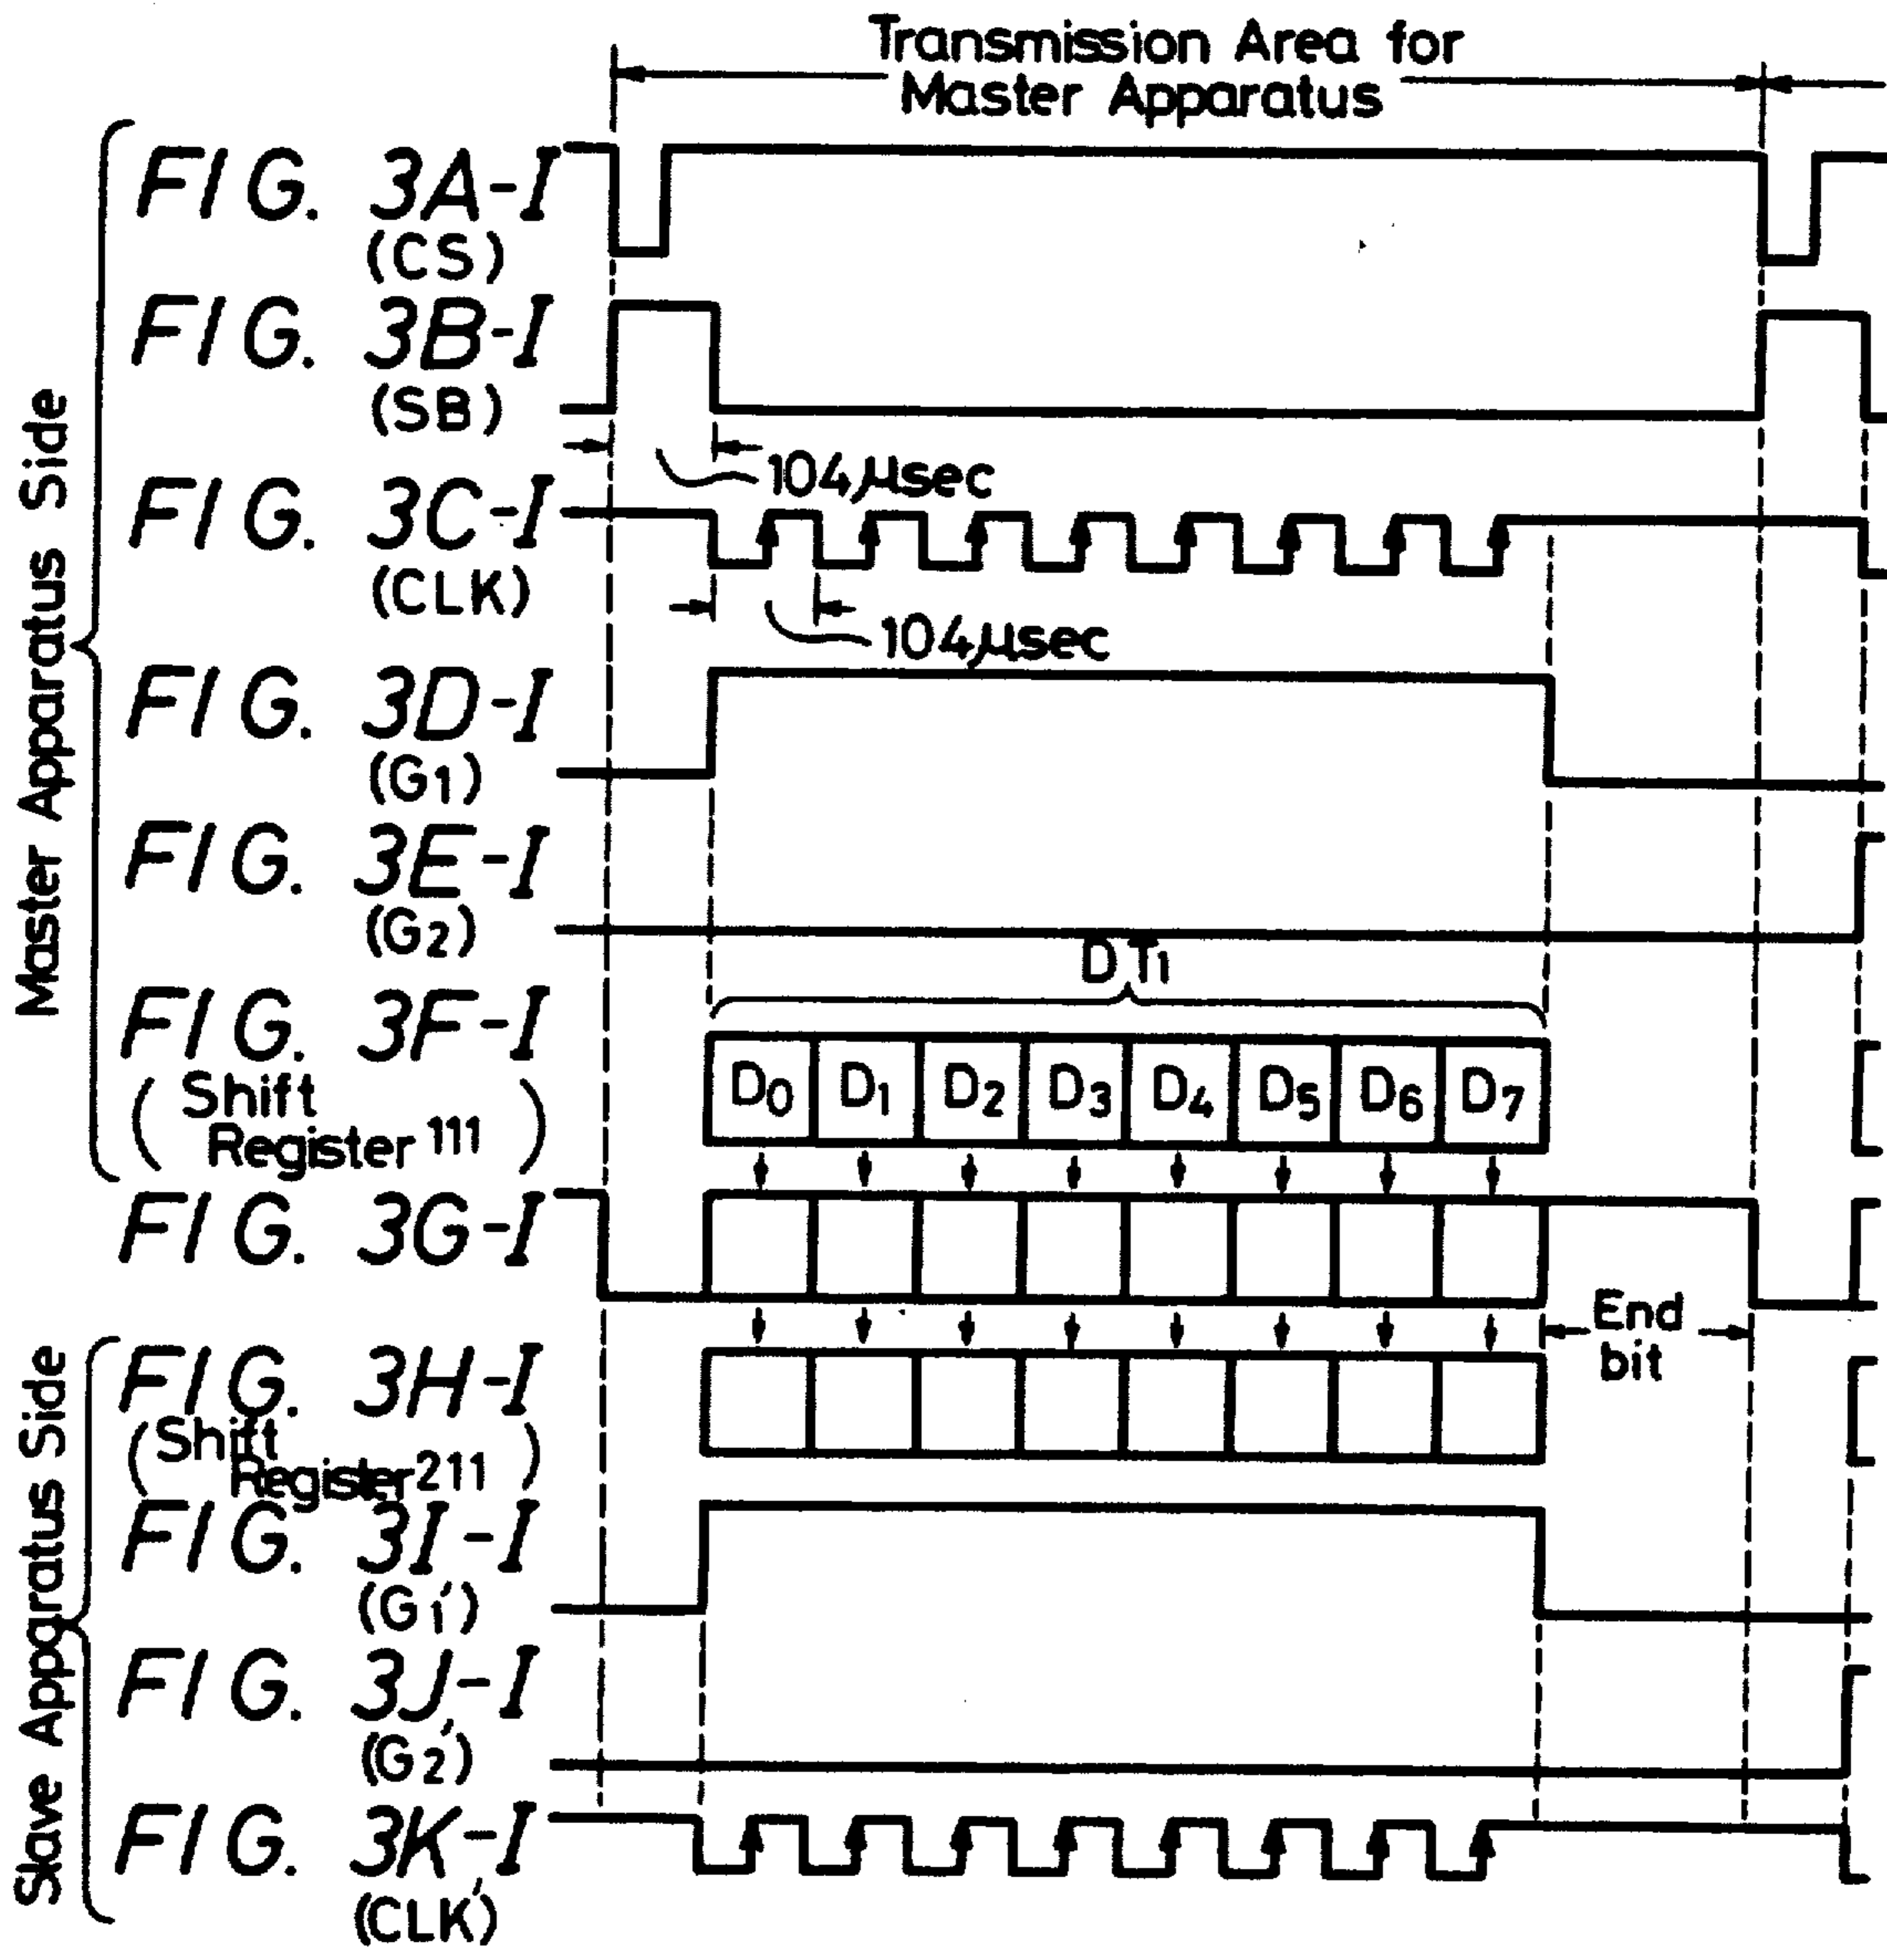 Transmission Area for
Master Apparatus
Master Apparatus Side
FIG. 3A-I
(CS)
FIG. 3B-I
(SB)
104μsec
FIG. 3C-I
(CLK)
104μsec
FIG. 3D-I
(G1)
FIG. 3E-I
(G2)
DT1
FIG. 3F-I
(Shift
Register 111)
D0 D1 D2 D3 D4 D5 D6 D7
FIG. 3G-I
End
bit
Slave Apparatus Side
FIG. 3H-I
(Shift
Register 211)
FIG. 3I-I
(G1')
FIG. 3J-I
(G2')
FIG. 3K-I
(CLK')